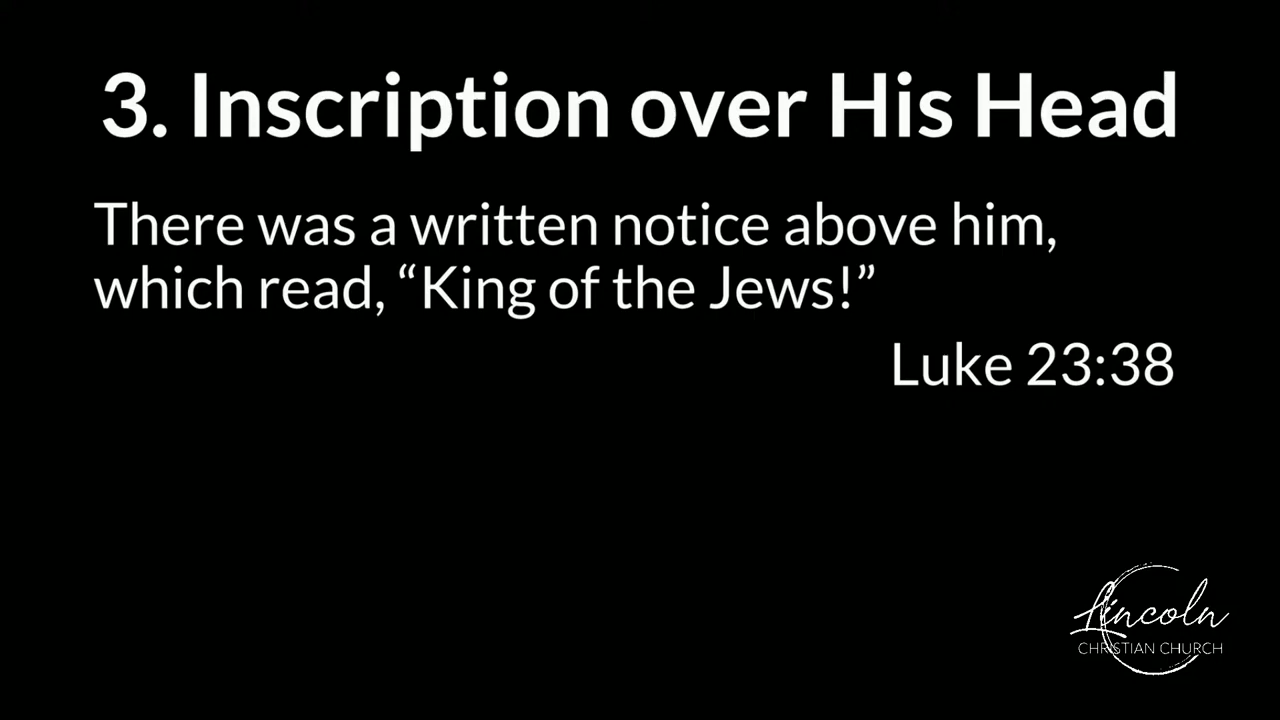 3. Inscription over His Head
There was a written notice above him,
which read, “King of the Jews!”
Luke 23:38
Lincoln
CHRISTIAN CHURCH